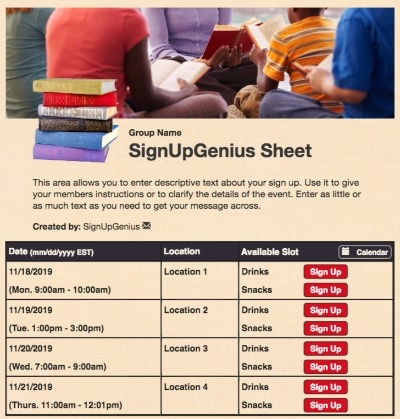 Group Name
SignUpGenius Sheet
This area allows you to enter descriptive text about your sign up. Use it to give
your members instructions or to clarify the details of the event. Enter as little or
as much text as you need to get your message across.
Created by: SignUpGenius
Date (mm/dd/yyyy EST) Location Available Slot Calendar
11/18/2019 Location 1 Drinks Sign Up
(Mon. 9:00am - 10:00am) Snacks Sign Up
11/19/2019 Location 2 Drinks Sign Up
(Tue. 1:00pm - 3:00pm) Snacks Sign Up
11/20/2019 Location 3 Drinks Sign Up
(Wed. 7:00am - 9:00am) Snacks Sign Up
11/21/2019 Location 4 Drinks Sign Up
(Thurs. 11:00am - 12:01pm) Snacks Sign Up